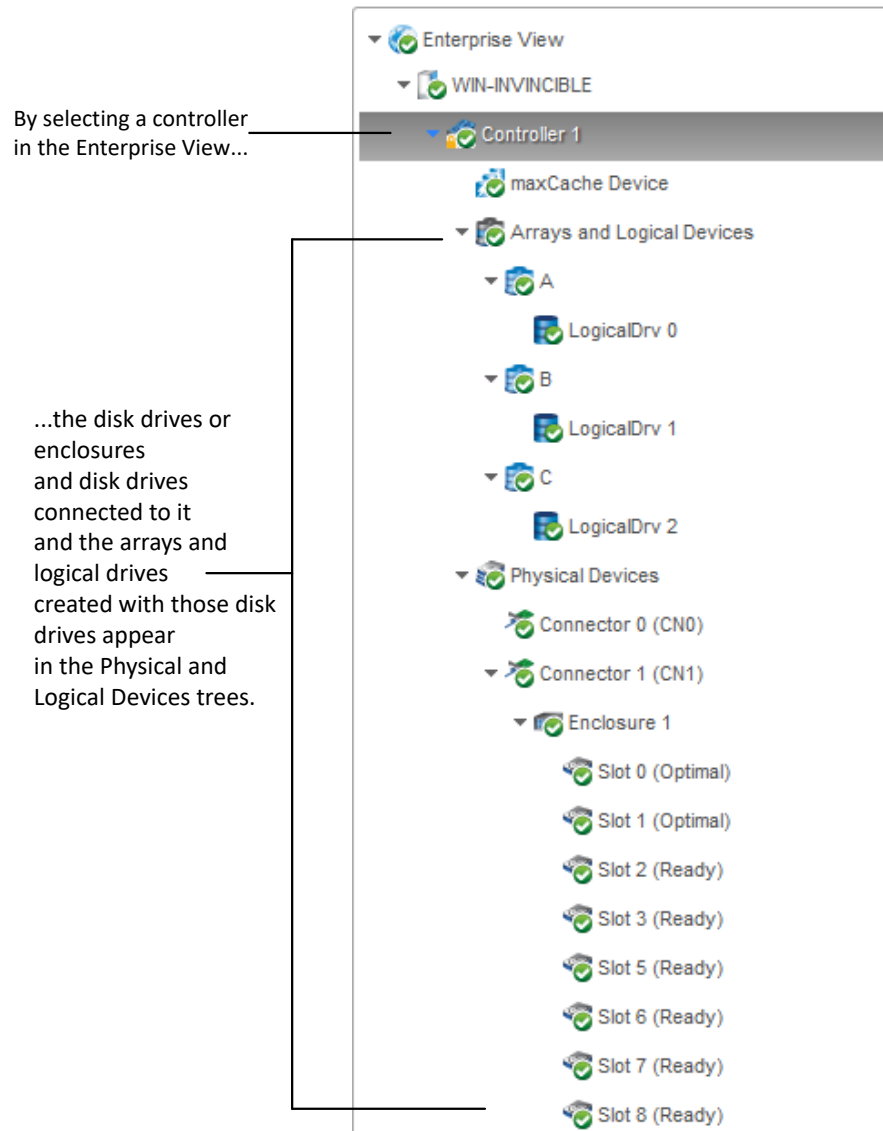 Enterprise View
WIN-INVINCIBLE
By selecting a controller
in the Enterprise View...
Controller 1
maxCache Device
Arrays and Logical Devices
A
LogicalDrv 0
B
LogicalDrv 1
C
LogicalDrv 2
...the disk drives or
enclosures
and disk drives
connected to it
and the arrays and
logical drives
created with those disk
drives appear
in the Physical and
Logical Devices trees.
Physical Devices
Connector 0 (CN0)
Connector 1 (CN1)
Enclosure 1
Slot 0 (Optimal)
Slot 1 (Optimal)
Slot 2 (Ready)
Slot 3 (Ready)
Slot 5 (Ready)
Slot 6 (Ready)
Slot 7 (Ready)
Slot 8 (Ready)